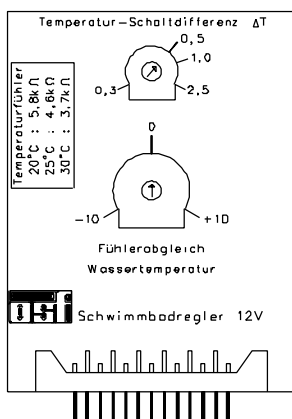 Temperatur-Schaltdifferenz ΔT
0,5
1,0
0,3
2,5
Temperaturfühler
20°C : 5,8kΩ
25°C : 4,6kΩ
30°C : 3,7kΩ
0
-10
+10
Fühlerabgleich
Wassertemperatur
Schwimmbadregler 12V